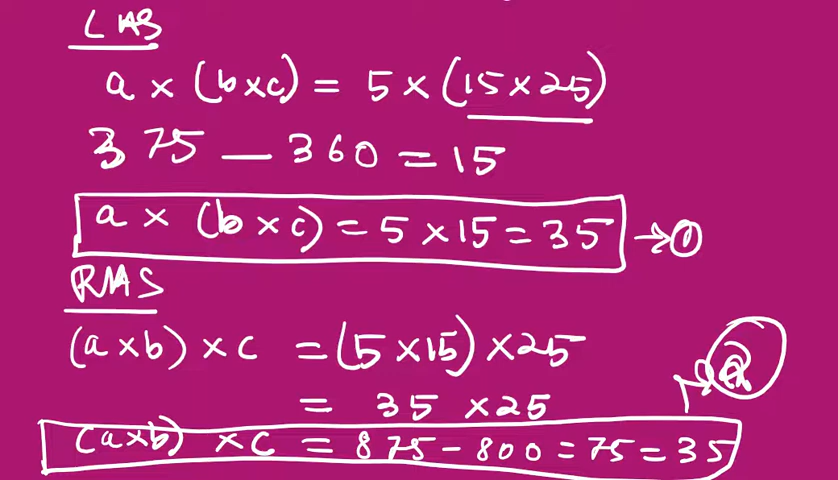 LHS
a × (b×c) = 5 × (15×25)
375 — 360 = 15
a × (b×c) = 5 ×15 = 35 → ①
RHS
(a×b) ×c = (5×15) ×25
= 35 ×25
(a×b) ×c = 875 - 800 = 75 = 35